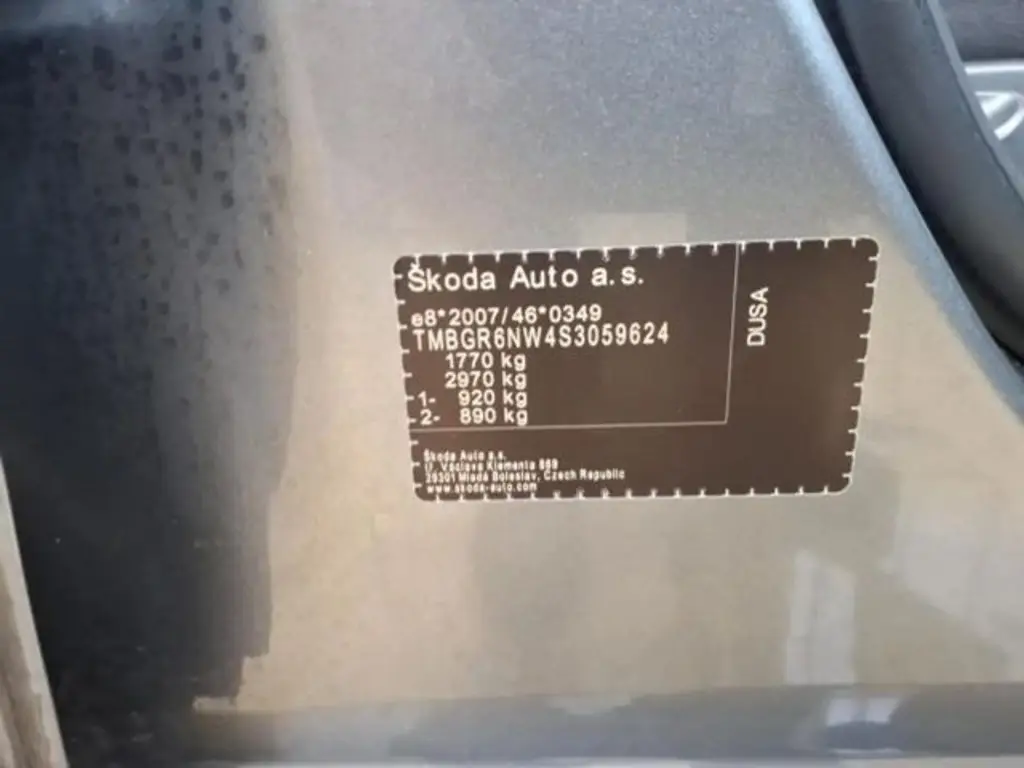 Škoda Auto a.s.
e8*2007/46*0349
TMBGR6NW4S3059624
1770 kg
2970 kg
1- 920 kg
2- 890 kg
DUSA
Škoda Auto a.s.
tř. Václava Klementa 869
29301 Mladá Boleslav, Czech Republic
www.skoda-auto.com